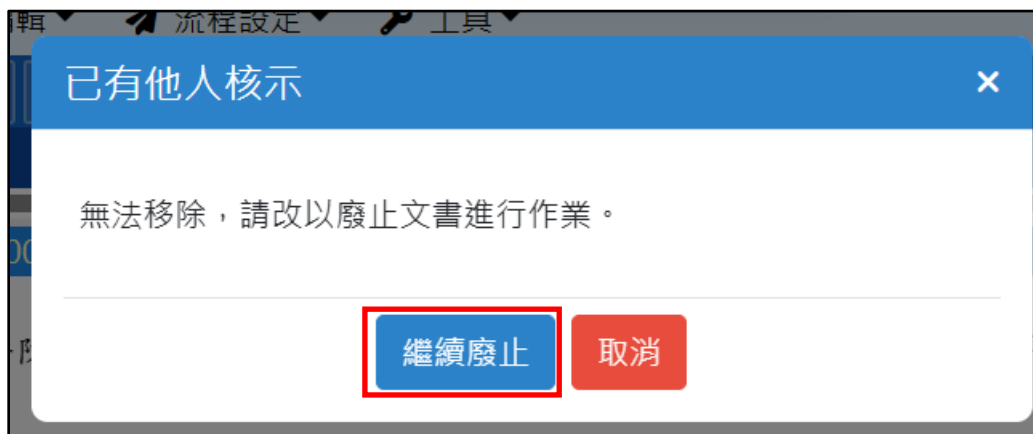 輯 流程設定 工具
已有他人核示 ×
無法移除，請改以廢止文書進行作業。
繼續廢止 取消